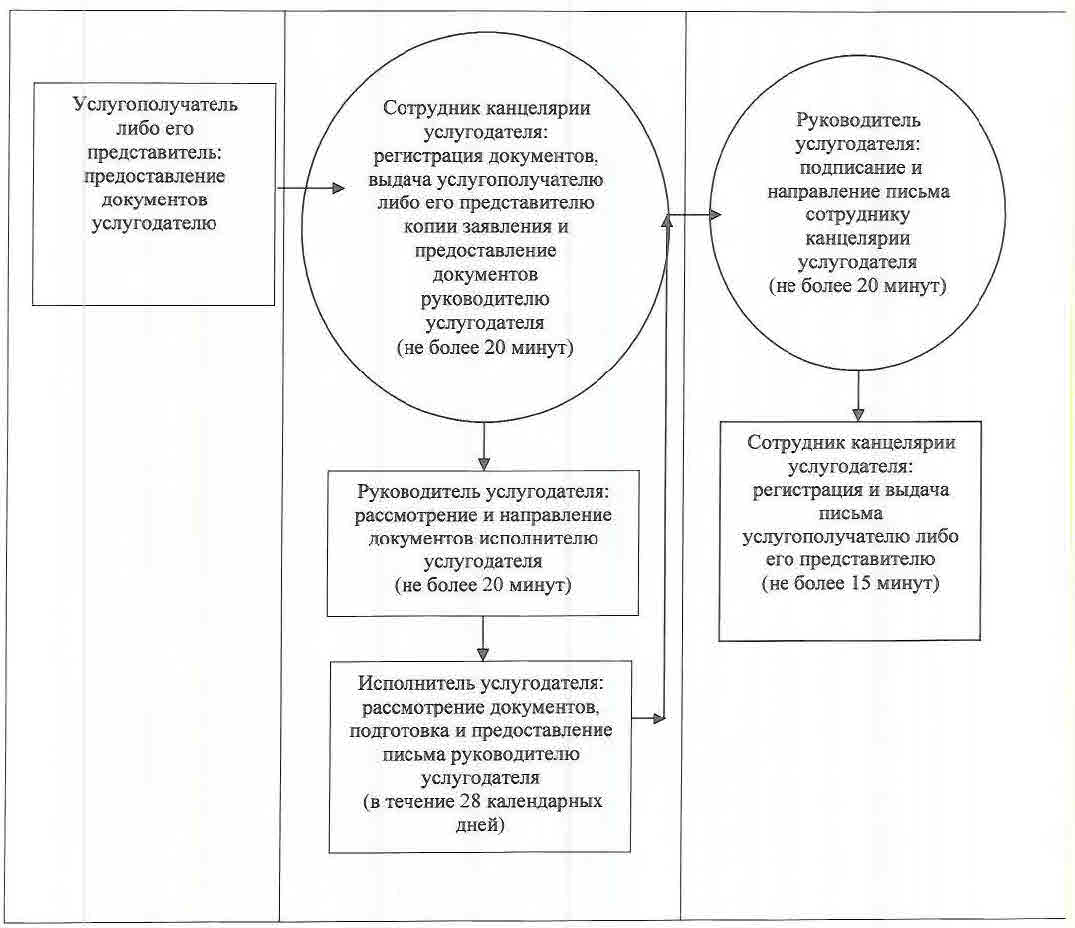 Услугополучатель
либо его
представитель:
предоставление
документов
услугодателю
Сотрудник канцелярии
услугодателя:
регистрация документов,
выдача услугополучателю
либо его представителю
копии заявления и
предоставление
документов
руководителю
услугодателя
(не более 20 минут)
Руководитель услугодателя:
рассмотрение и направление
документов исполнителю
услугодателя
(не более 20 минут)
Исполнитель услугодателя:
рассмотрение документов,
подготовка и предоставление
письма руководителю
услугодателя
(в течение 28 календарных
дней)
Руководитель
услугодателя:
подписание и
направление письма
сотруднику
канцелярии
услугодателя
(не более 20 минут)
Сотрудник канцелярии
услугодателя:
регистрация и выдача
письма
услугополучателю либо
его представителю
(не более 15 минут)